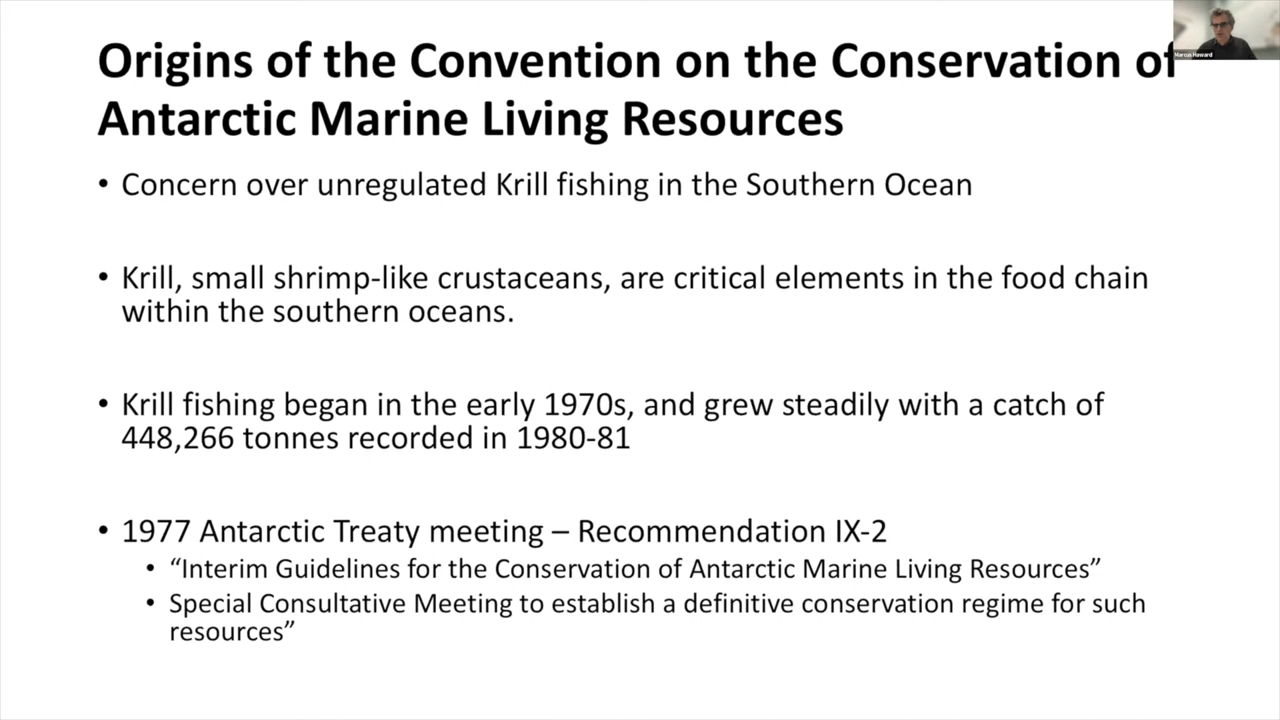 Origins of the Convention on the Conservation of
Antarctic Marine Living Resources
Marcus Haward
• Concern over unregulated Krill fishing in the Southern Ocean
• Krill, small shrimp-like crustaceans, are critical elements in the food chain
within the southern oceans.
• Krill fishing began in the early 1970s, and grew steadily with a catch of
448,266 tonnes recorded in 1980-81
• 1977 Antarctic Treaty meeting – Recommendation IX-2
• “Interim Guidelines for the Conservation of Antarctic Marine Living Resources”
• Special Consultative Meeting to establish a definitive conservation regime for such
resources”